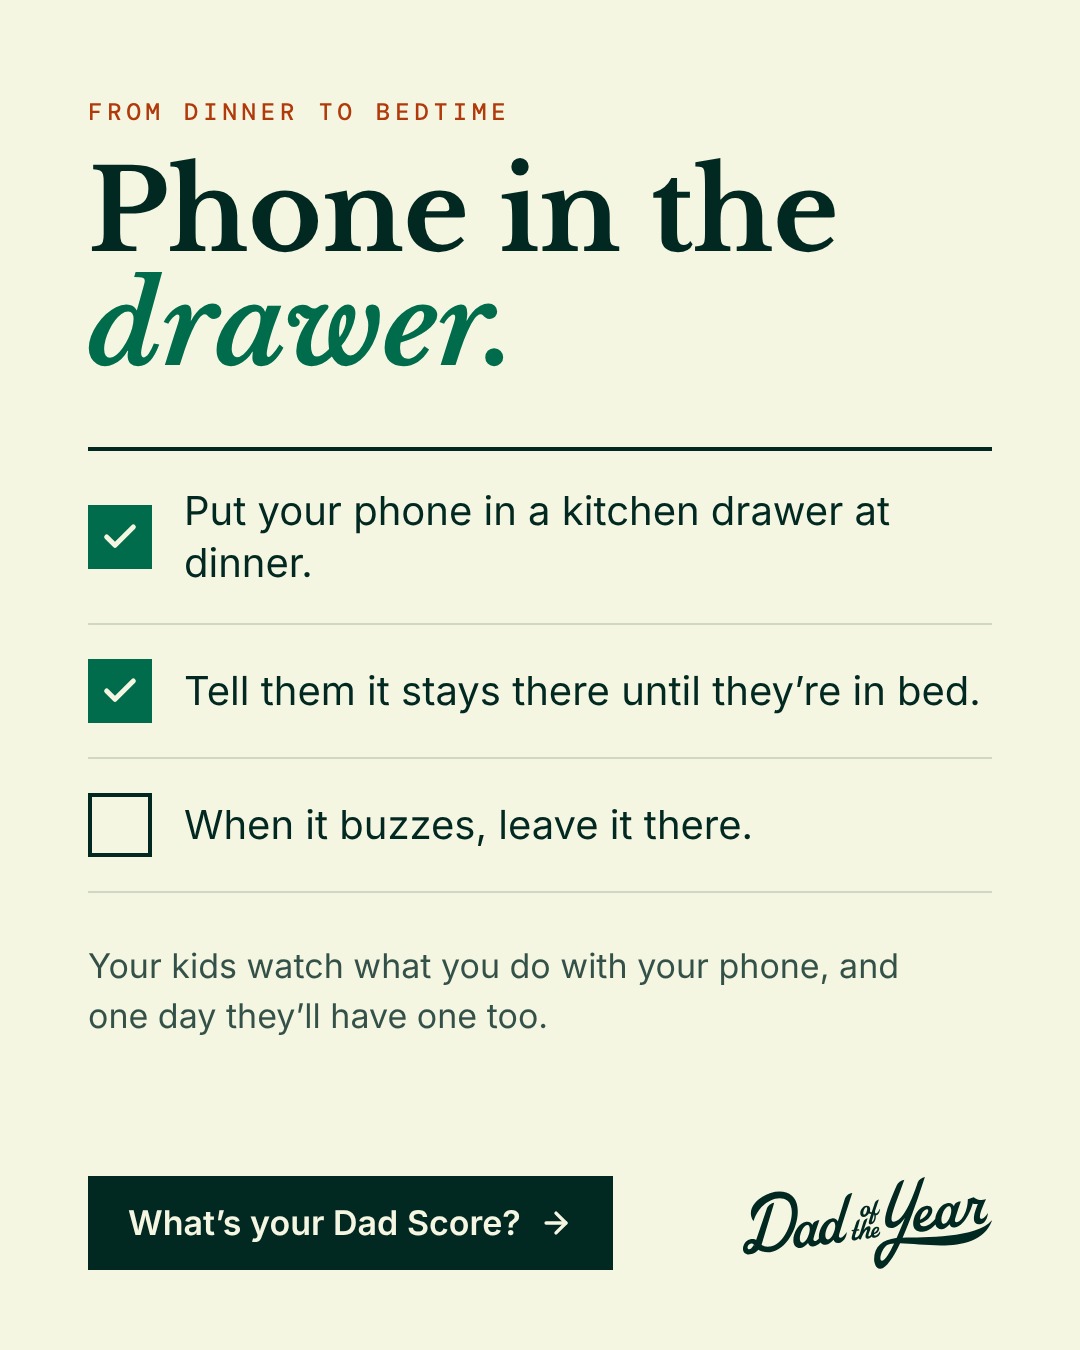 FROM DINNER TO BEDTIME
Phone in the
drawer.
Put your phone in a kitchen drawer at
dinner.
Tell them it stays there until they’re in bed.
When it buzzes, leave it there.
Your kids watch what you do with your phone, and
one day they’ll have one too.
What’s your Dad Score? →
Dad of the Year